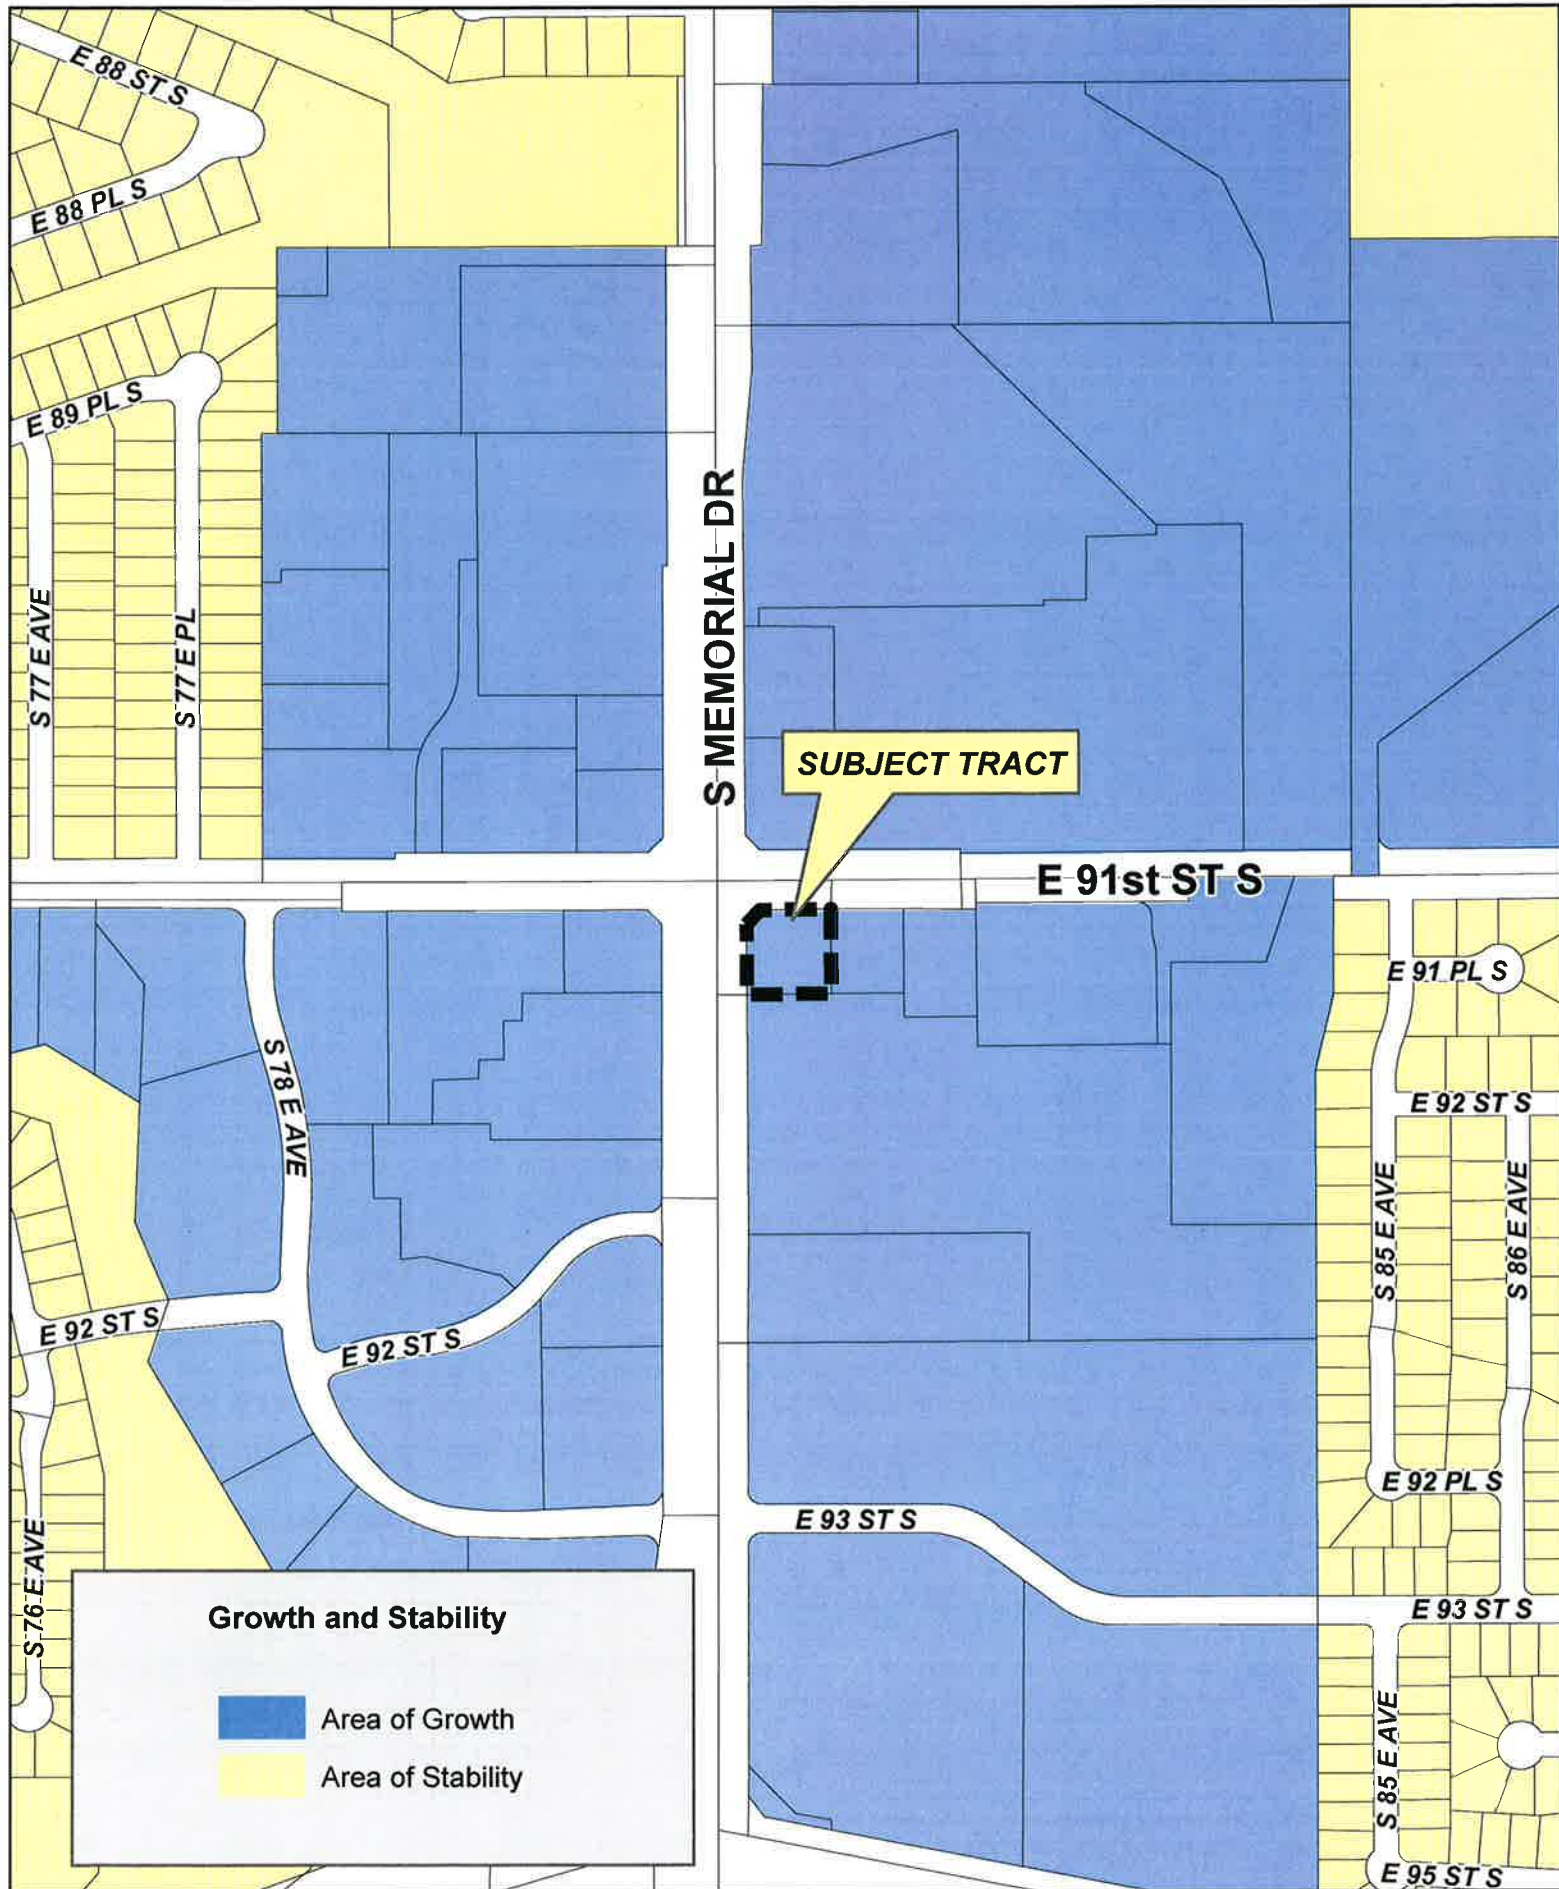 E 88 ST S
E 88 PL S
E 89 PL S
S 77 E AVE
S 77 E PL
S MEMORIAL DR
SUBJECT TRACT
E 91st ST S
E 91 PL S
S 78 E AVE
E 92 ST S
S 85 E AVE
S 86 E AVE
E 92 ST S
E 92 ST S
E 92 PL S
E 93 ST S
S 76 E AVE
E 93 ST S
Growth and Stability
Area of Growth
Area of Stability
S 85 E AVE
E 95 ST S